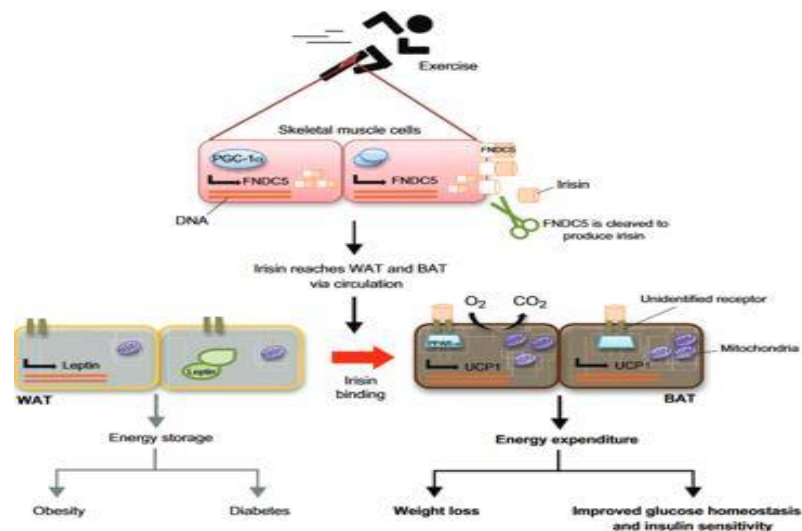 Exercise
Skeletal muscle cells
FNDC5
PGC-1α
FNDC5
FNDC5
Irisin
DNA
FNDC5 is cleaved to
produce irisin
Irisin reaches WAT and BAT
via circulation
O2
CO2
Unidentified receptor
Leptin
Leptin
UCP1
UCP1
Mitochondria
Irisin
binding
WAT
BAT
Energy storage
Energy expenditure
Obesity
Diabetes
Weight loss
Improved glucose homeostasis
and insulin sensitivity